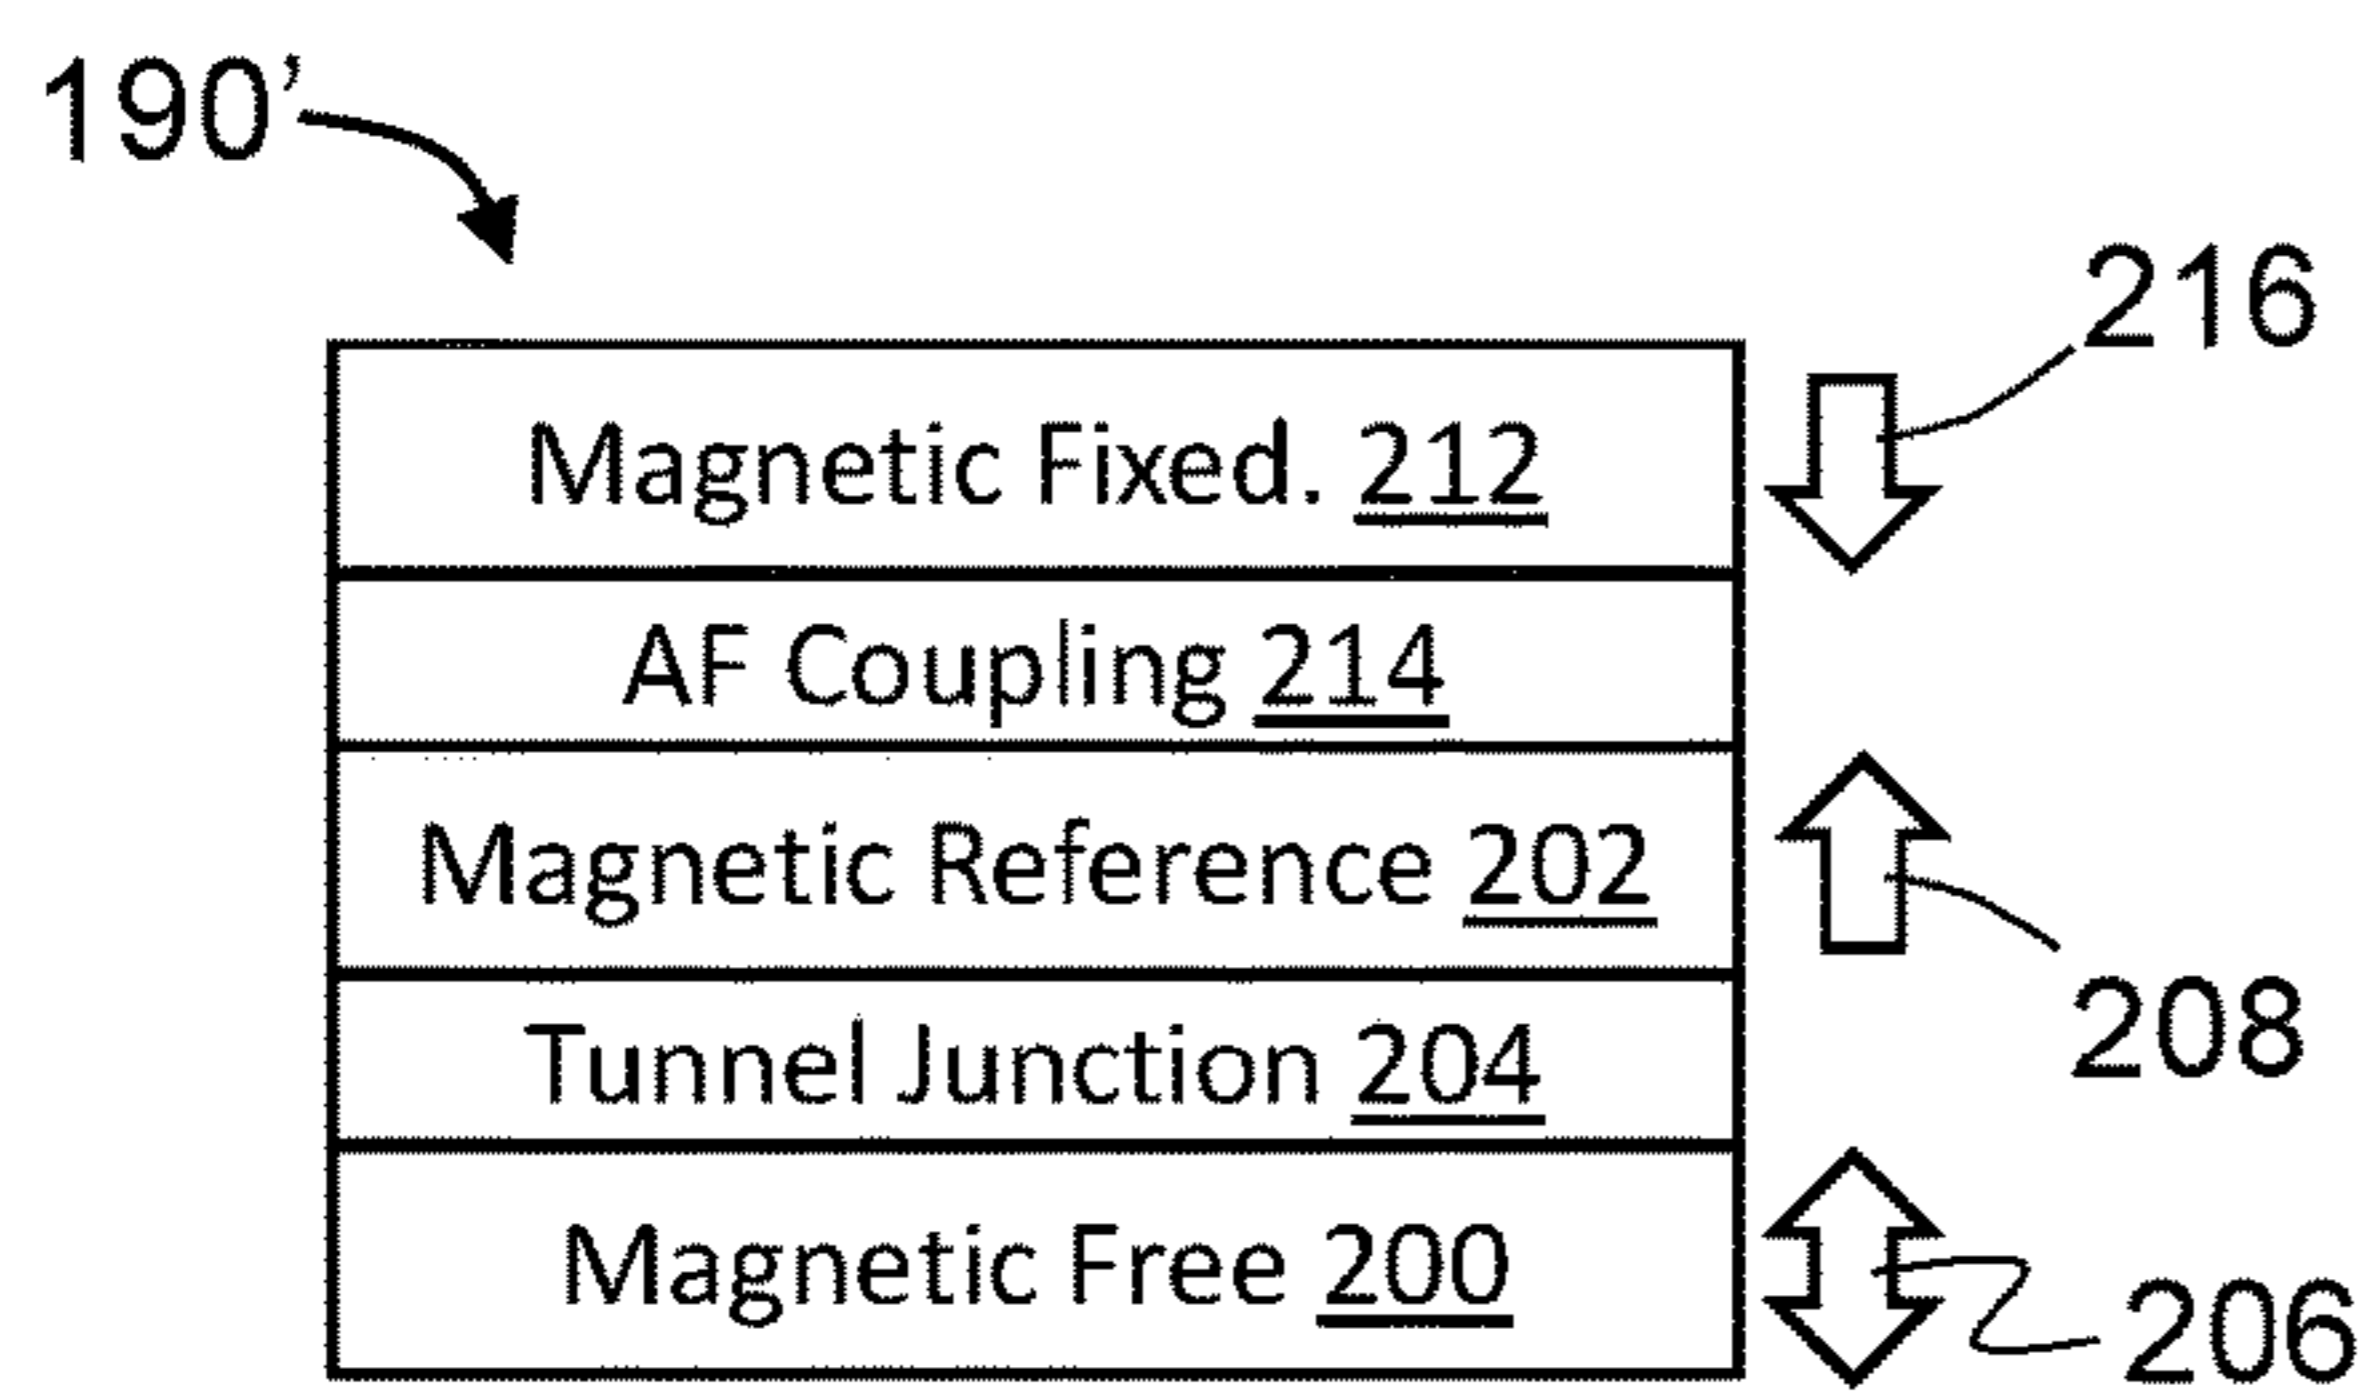 190’
216
Magnetic Fixed. 212
AF Coupling 214
Magnetic Reference 202
208
Tunnel Junction 204
Magnetic Free 200
206